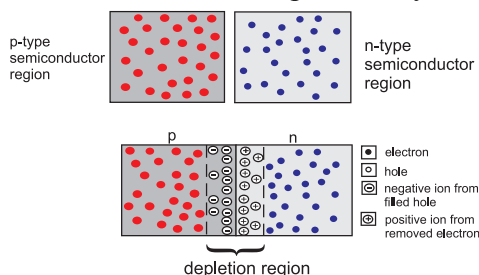 p-type
semiconductor
region
n-type
semiconductor
region
p
n
electron
hole
negative ion from
filled hole
positive ion from
removed electron
depletion region